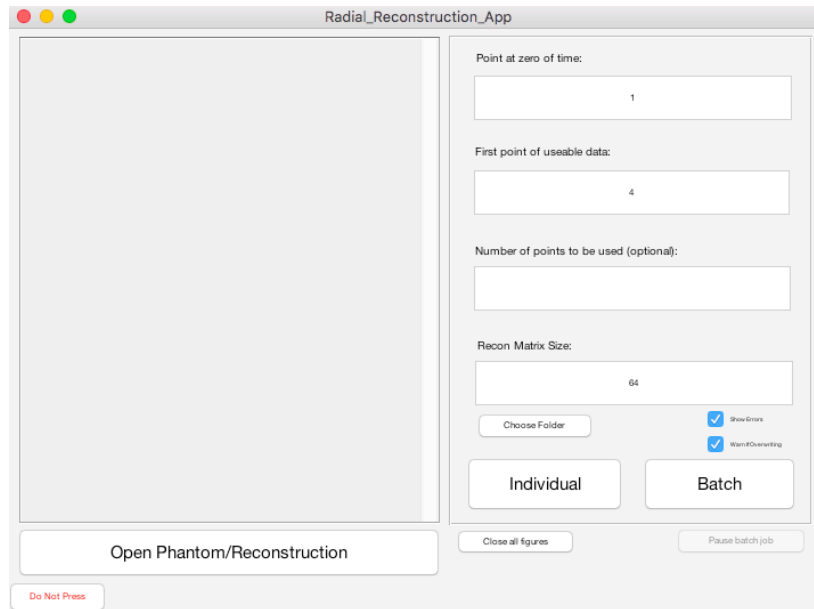 Radial_Reconstruction_App
Point at zero of time:
1
First point of useable data:
4
Number of points to be used (optional):
Recon Matrix Size:
64
Choose Folder
Show Errors
Warn if Overwriting
Individual
Batch
Open Phantom/Reconstruction
Close all figures
Pause batch job
Do Not Press